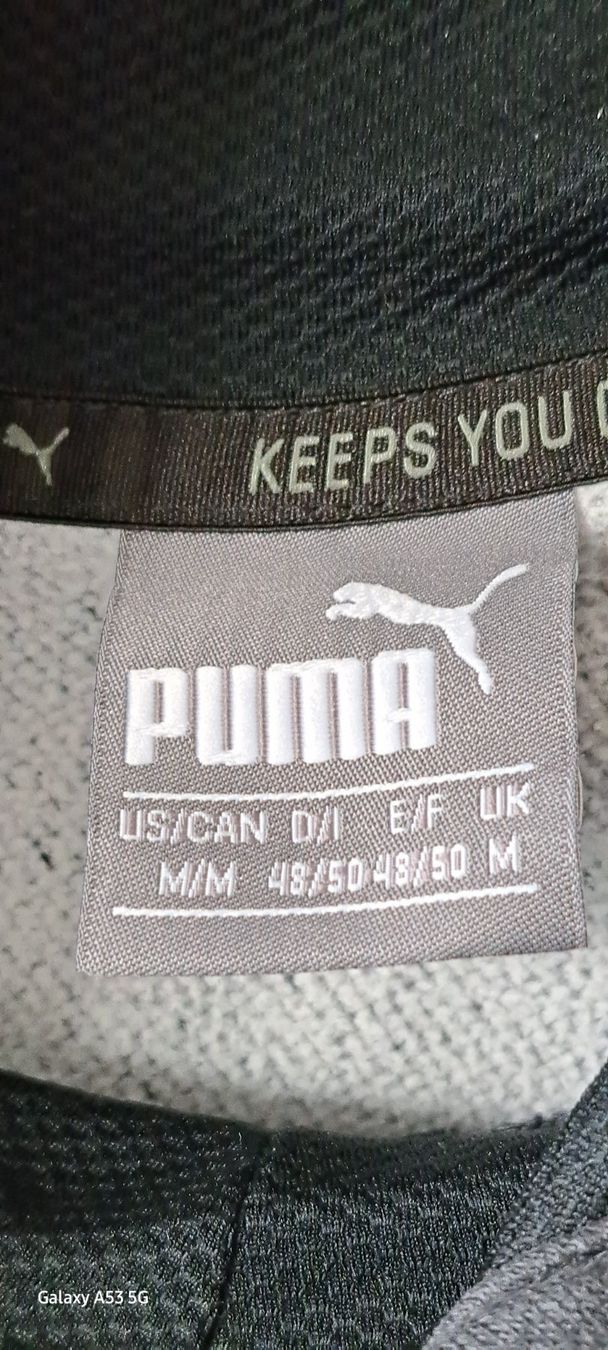 KEEPS YOU
PUMA
US/CAN D/I E/F UK
M/M 48/50 48/50 M
Galaxy A53 5G